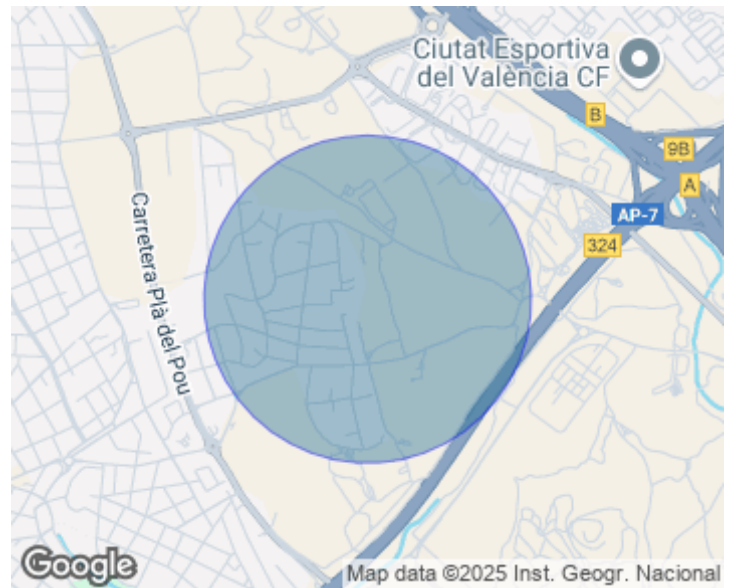 Ciutat Esportiva
del València CF
B
9B
A
AP-7
324
Carretera Plà del Pou
Google
Map data ©2025 Inst. Geogr. Nacional